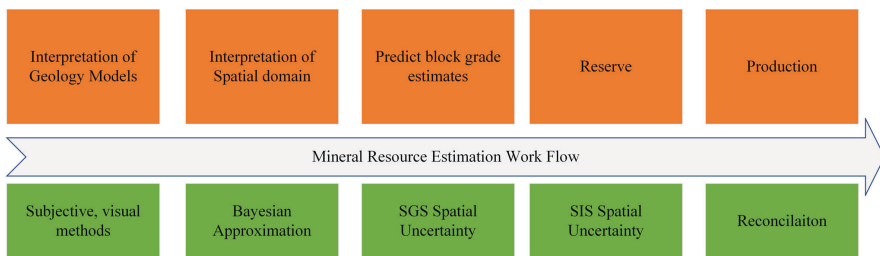 Interpretation of
Geology Models
Interpretation of
Spatial domain
Predict block grade
estimates
Reserve
Production
Mineral Resource Estimation Work Flow
Subjective, visual
methods
Bayesian
Approximation
SGS Spatial
Uncertainty
SIS Spatial
Uncertainty
Reconcilaiton